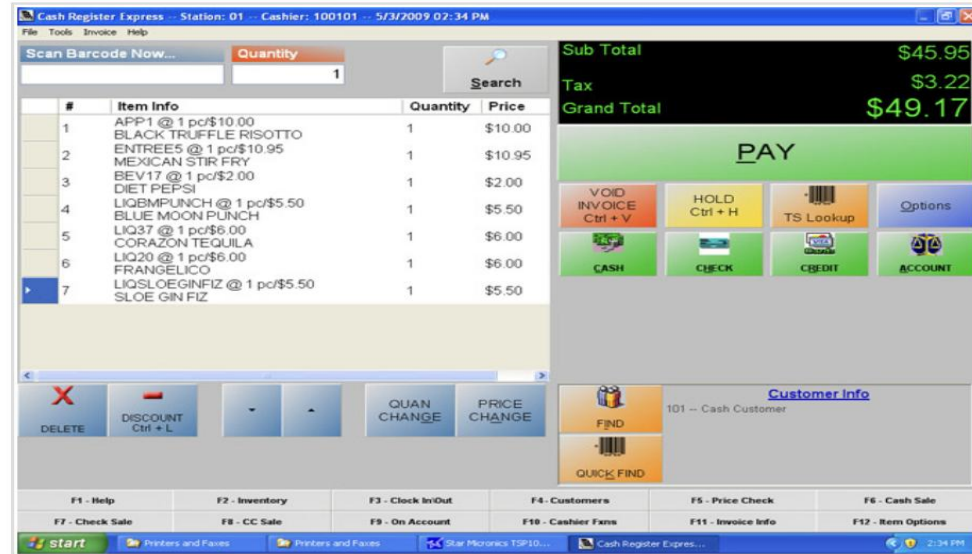 Cash Register Express -- Station: 01 -- Cashier: 100101 -- 5/3/2009 02:34 PM
File Tools Invoice Help
Scan Barcode Now...
Quantity
1
Search
Sub Total $45.95
Tax $3.22
Grand Total $49.17
# Item Info Quantity Price
1 APP1 @ 1 pc/$10.00 1 $10.00
BLACK TRUFFLE RISOTTO
2 ENTREE5 @ 1 pc/$10.95 1 $10.95
MEXICAN STIR FRY
3 BEV17 @ 1 pc/$2.00 1 $2.00
DIET PEPSI
4 LIQBMPUNCH @ 1 pc/$5.50 1 $5.50
BLUE MOON PUNCH
5 LIQ37 @ 1 pc/$6.00 1 $6.00
CORAZON TEQUILA
6 LIQ20 @ 1 pc/$6.00 1 $6.00
FRANGELICO
7 LIQSLOEGINFIZ @ 1 pc/$5.50 1 $5.50
SLOE GIN FIZ
PAY
VOID
INVOICE
Ctrl + V
HOLD
Ctrl + H
TS Lookup
Options
CASH
CHECK
VISA
CREDIT
ACCOUNT
DELETE
DISCOUNT
Ctrl + L
QUAN
CHANGE
PRICE
CHANGE
FIND
QUICK FIND
Customer Info
101 -- Cash Customer
F1 - Help F2 - Inventory F3 - Clock In\Out F4 - Customers F5 - Price Check F6 - Cash Sale
F7 - Check Sale F8 - CC Sale F9 - On Account F10 - Cashier Fxns F11 - Invoice Info F12 - Item Options
start Printers and Faxes Printers and Faxes Star Micronics TSP10... Cash Register Expres... 2:34 PM